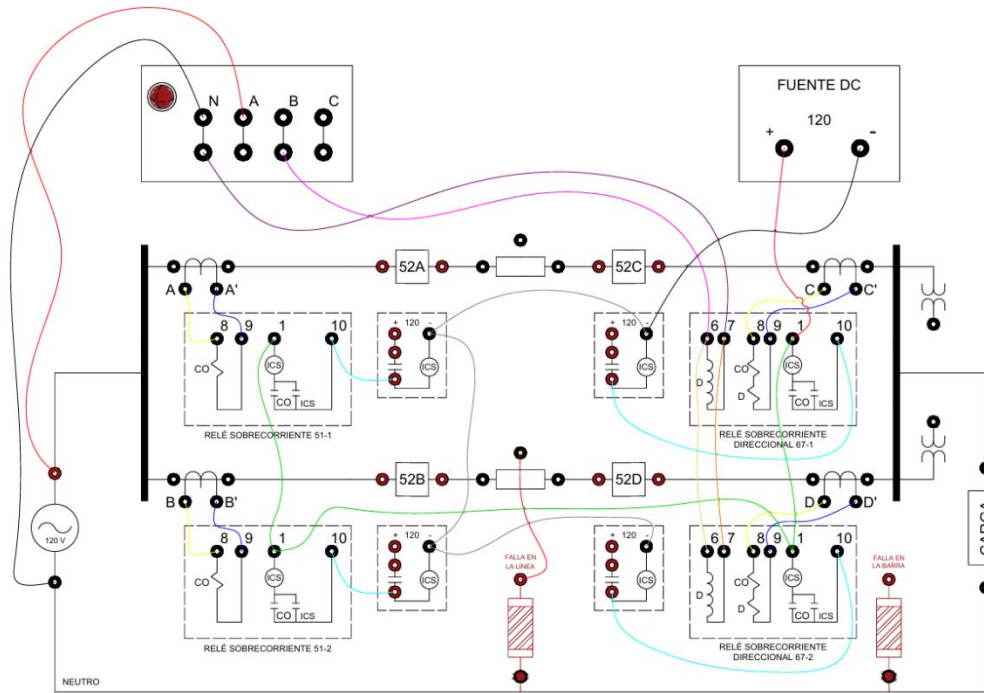 FUENTE DC
N A B C
120
+ -
52A 52C
A A' C C'
+ 120 - + 120 -
8 9 1 10 6 7 8 9 1 10
ICS ICS ICS ICS
CO D CO
D
CO ICS CO ICS
RELÉ SOBRECORRIENTE 51-1
RELÉ SOBRECORRIENTE
DIRECCIONAL 67-1
52B 52D
B B' D D'
120 V
CARGA
+ 120 - + 120 -
8 9 1 10 6 7 8 9 1 10
FALLA EN
LA LÍNEA
FALLA EN
LA BARRA
ICS ICS ICS ICS
CO D CO
D
CO ICS CO ICS
RELÉ SOBRECORRIENTE 51-2
RELÉ SOBRECORRIENTE
DIRECCIONAL 67-2
NEUTRO